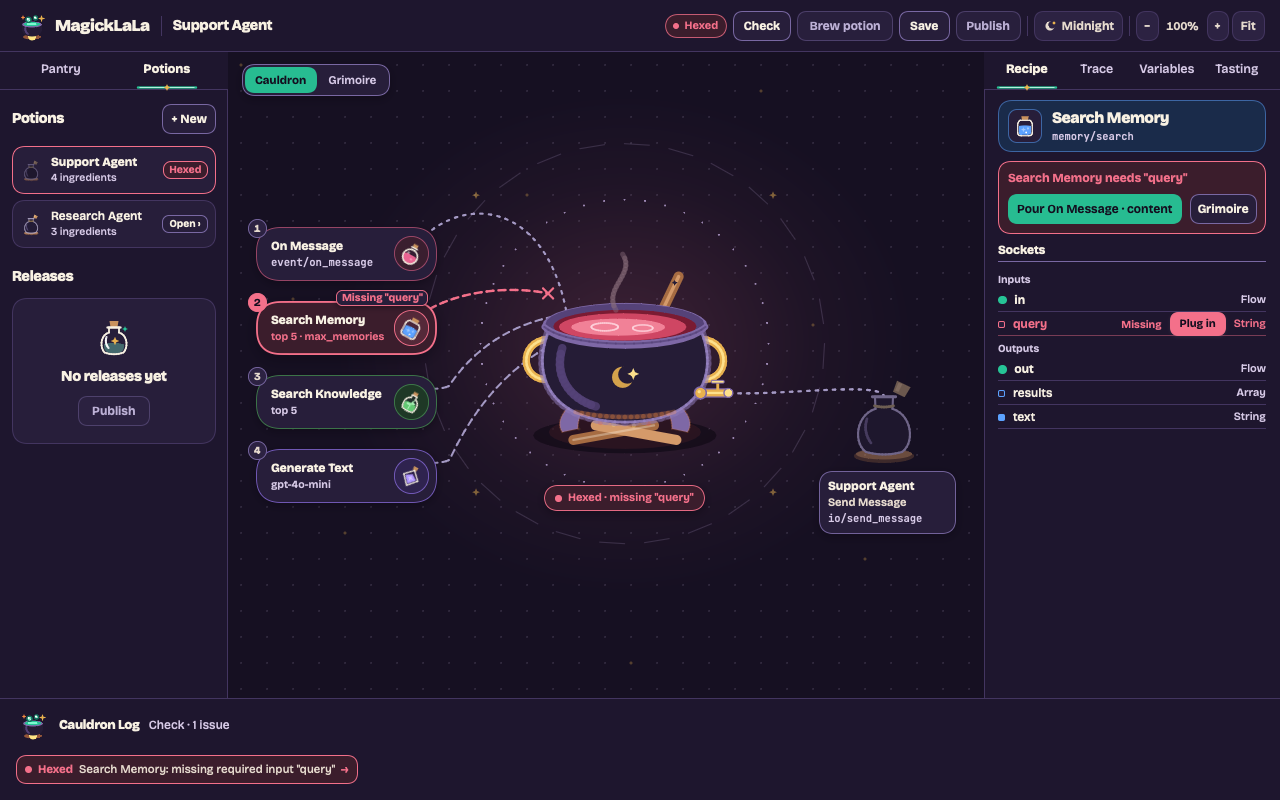 MagickLaLa
Support Agent
Hexed
Check
Brew potion
Save
Publish
Midnight
− 100% +
Fit
Pantry
Potions
Potions
+ New
Support Agent
4 ingredients
Hexed
Research Agent
3 ingredients
Open ›
Releases
No releases yet
Publish
Cauldron
Grimoire
1
On Message
event/on_message
2
Missing "query"
Search Memory
top 5 · max_memories
3
Search Knowledge
top 5
4
Generate Text
gpt-4o-mini
Hexed · missing "query"
Support Agent
Send Message
io/send_message
Recipe
Trace
Variables
Tasting
Search Memory
memory/search
Search Memory needs "query"
Pour On Message · content
Grimoire
Sockets
Inputs
in Flow
query Missing Plug in String
Outputs
out Flow
results Array
text String
Cauldron Log Check · 1 issue
Hexed Search Memory: missing required input "query" →